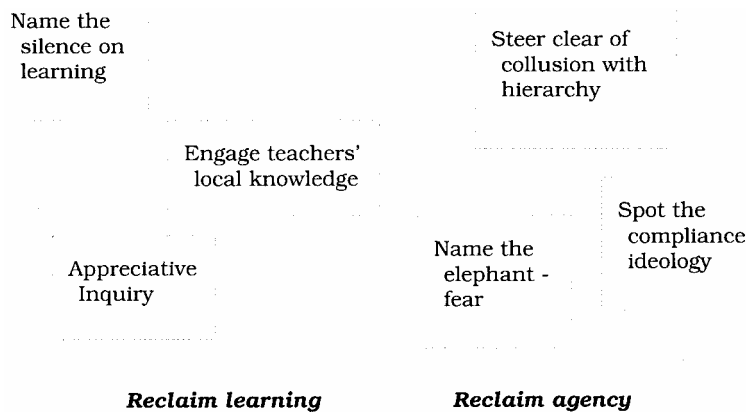 Name the
silence on
learning
Steer clear of
collusion with
hierarchy
Engage teachers'
local knowledge
Spot the
compliance
ideology
Name the
elephant -
fear
Appreciative
Inquiry
Reclaim learning
Reclaim agency